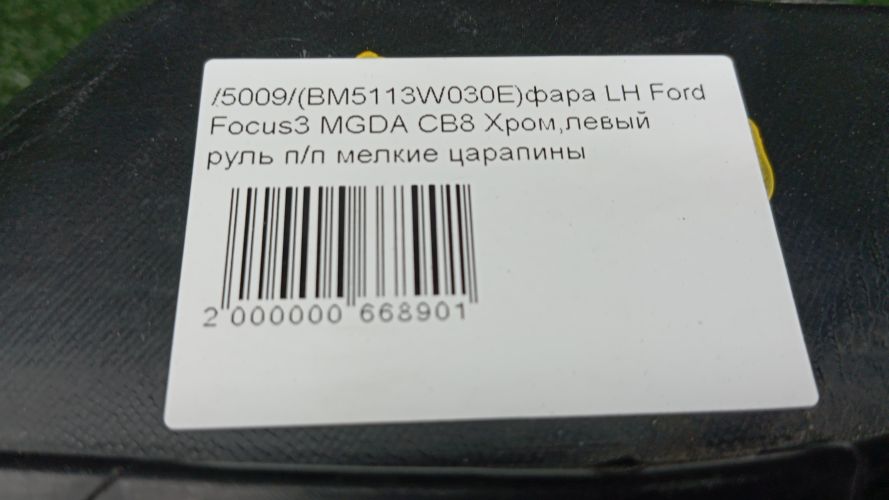 /5009/(BM5113W030E)фара LH Ford
Focus3 MGDA CB8 Хром,левый
руль п/п мелкие царапины
2 000000 668901